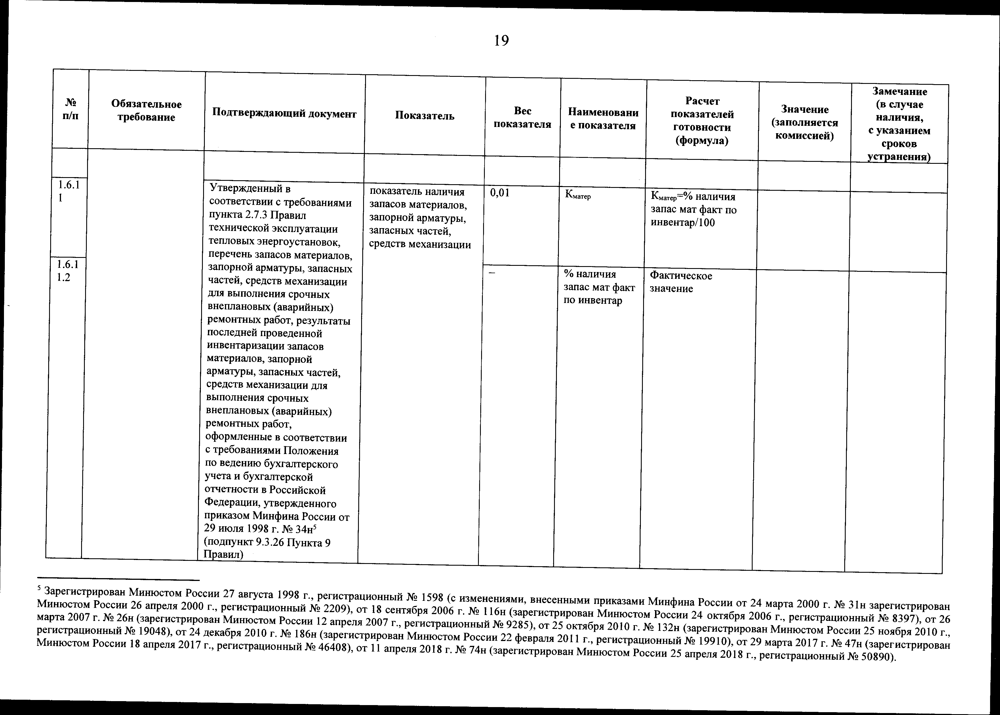 19
№
п/п
Обязательное
требование
Подтверждающий документ
Показатель
Вес
показателя
Наименовани
е показателя
Расчет
показателей
готовности
(формула)
Значение
(заполняется
комиссией)
Замечание
(в случае
наличия,
с указанием
сроков
устранения)
1.6.1
1
Утвержденный в
соответствии с требованиями
пункта 2.7.3 Правил
технической эксплуатации
тепловых энергоустановок,
перечень запасов материалов,
запорной арматуры, запасных
частей, средств механизации
для выполнения срочных
внеплановых (аварийных)
ремонтных работ, результаты
последней проведенной
инвентаризации запасов
материалов, запорной
арматуры, запасных частей,
средств механизации для
выполнения срочных
внеплановых (аварийных)
ремонтных работ,
оформленные в соответствии
с требованиями Положения
по ведению бухгалтерского
учета и бухгалтерской
отчетности в Российской
Федерации, утвержденного
приказом Минфина России от
29 июля 1998 г. № 34н⁵
(подпункт 9.3.26 Пункта 9
Правил)
показатель наличия
запасов материалов,
запорной арматуры,
запасных частей,
средств механизации
0,01
Кматер
Кматер=% наличия
запас мат факт по
инвентар/100
1.6.1
1.2
–
% наличия
запас мат факт
по инвентар
Фактическое
значение
⁵ Зарегистрирован Минюстом России 27 августа 1998 г., регистрационный № 1598 (с изменениями, внесенными приказами Минфина России от 24 марта 2000 г. № 31н зарегистрирован
Минюстом России 26 апреля 2000 г., регистрационный № 2209), от 18 сентября 2006 г. № 116н (зарегистрирован Минюстом России 24 октября 2006 г., регистрационный № 8397), от 26
марта 2007 г. № 26н (зарегистрирован Минюстом России 12 апреля 2007 г., регистрационный № 9285), от 25 октября 2010 г. № 132н (зарегистрирован Минюстом России 25 ноября 2010 г.,
регистрационный № 19048), от 24 декабря 2010 г. № 186н (зарегистрирован Минюстом России 22 февраля 2011 г., регистрационный № 19910), от 29 марта 2017 г. № 47н (зарегистрирован
Минюстом России 18 апреля 2017 г., регистрационный № 46408), от 11 апреля 2018 г. № 74н (зарегистрирован Минюстом России 25 апреля 2018 г., регистрационный № 50890).